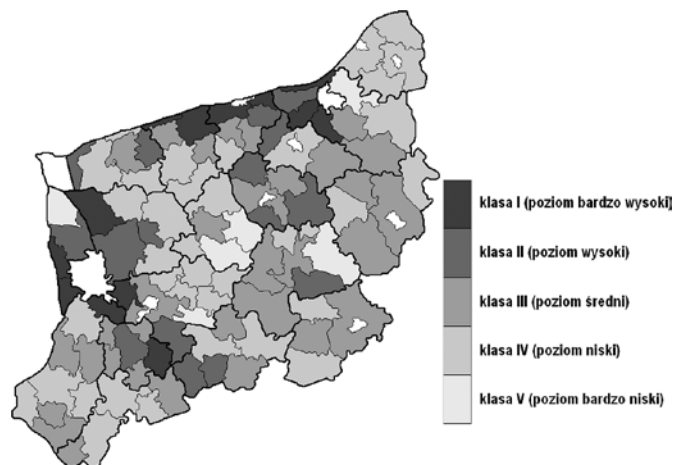 klasa I (poziom bardzo wysoki)
klasa II (poziom wysoki)
klasa III (poziom średni)
klasa IV (poziom niski)
klasa V (poziom bardzo niski)